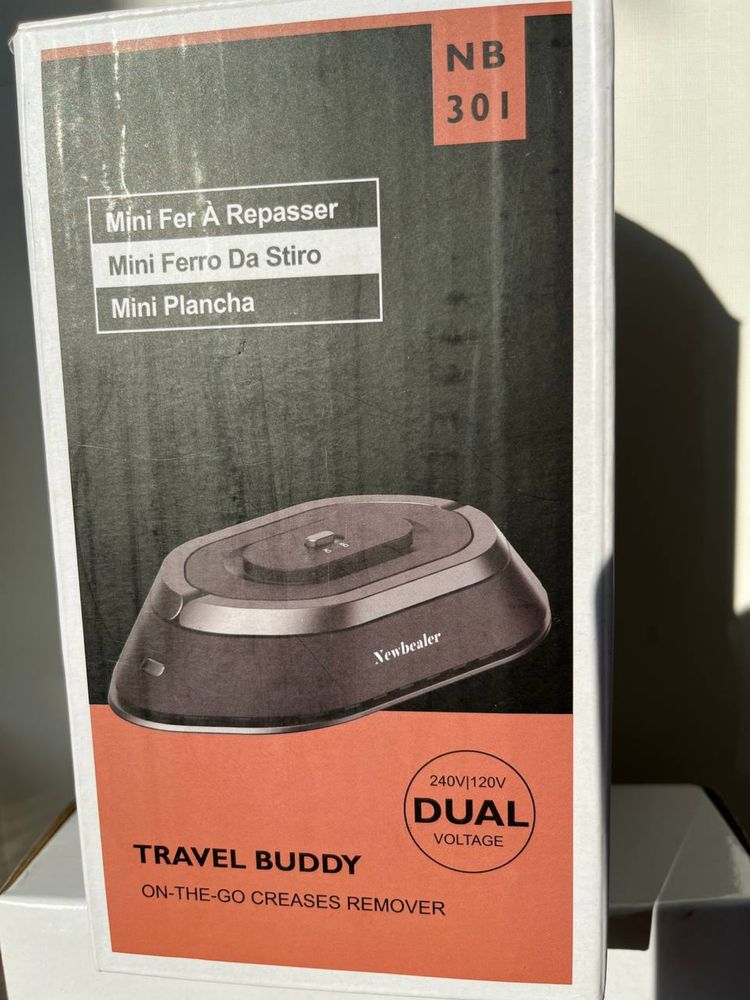 NB
301
Mini Fer À Repasser
Mini Ferro Da Stiro
Mini Plancha
Newbealer
240V|120V
DUAL
VOLTAGE
TRAVEL BUDDY
ON-THE-GO CREASES REMOVER